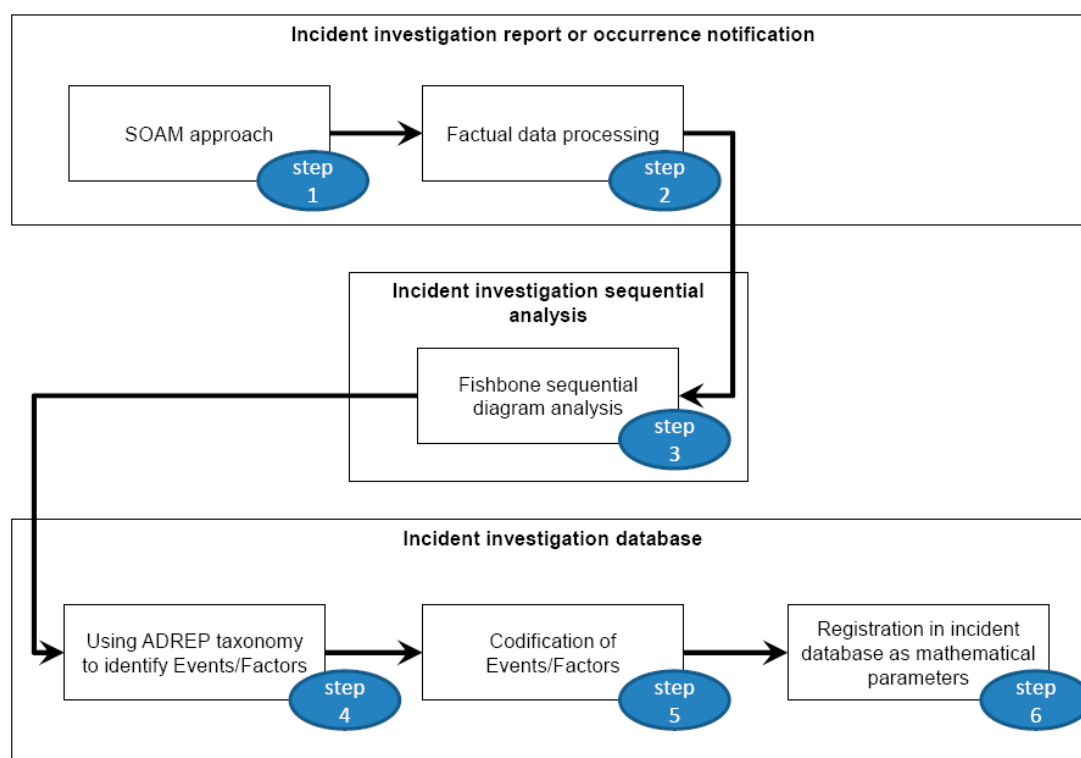 Incident investigation report or occurrence notification
SOAM approach
step
1
Factual data processing
step
2
Incident investigation sequential
analysis
Fishbone sequential
diagram analysis
step
3
Incident investigation database
Using ADREP taxonomy
to identify Events/Factors
step
4
Codification of
Events/Factors
step
5
Registration in incident
database as mathematical
parameters
step
6